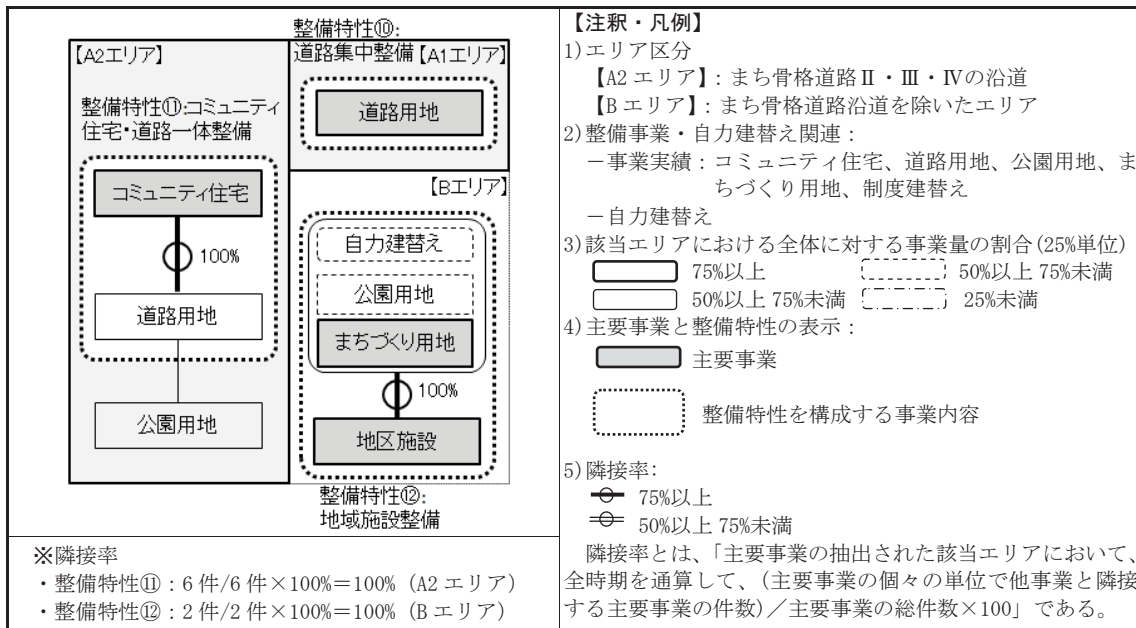 整備特性⑩:
道路集中整備【A1エリア】
道路用地
【A2エリア】
整備特性⑪:コミュニティ
住宅・道路一体整備
コミュニティ住宅
100%
道路用地
公園用地
【Bエリア】
自力建替え
公園用地
まちづくり用地
100%
地区施設
整備特性⑫:
地域施設整備
※隣接率
・整備特性⑪：6件/6件×100%＝100%（A2エリア）
・整備特性⑫：2件/2件×100%＝100%（Bエリア）
【注釈・凡例】
1)エリア区分
【A2エリア】：まち骨格道路Ⅱ・Ⅲ・Ⅳの沿道
【Bエリア】：まち骨格道路沿道を除いたエリア
2)整備事業・自力建替え関連：
－事業実績：コミュニティ住宅、道路用地、公園用地、ま
ちづくり用地、制度建替え
－自力建替え
3)該当エリアにおける全体に対する事業量の割合(25%単位)
75%以上 50%以上75%未満
50%以上75%未満 25%未満
4)主要事業と整備特性の表示：
主要事業
整備特性を構成する事業内容
5)隣接率:
75%以上
50%以上75%未満
隣接率とは、「主要事業の抽出された該当エリアにおいて、
全時期を通算して、(主要事業の個々の単位で他事業と隣接
する主要事業の件数)／主要事業の総件数×100」である。